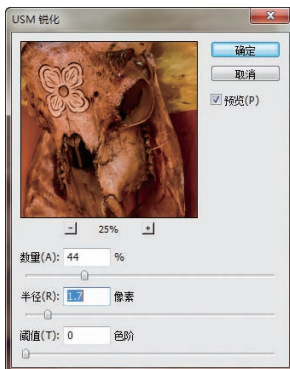 USM 锐化
确定
取消
预览(P)
25%
数量(A): 44 %
半径(R): 1.7 像素
阈值(T): 0 色阶